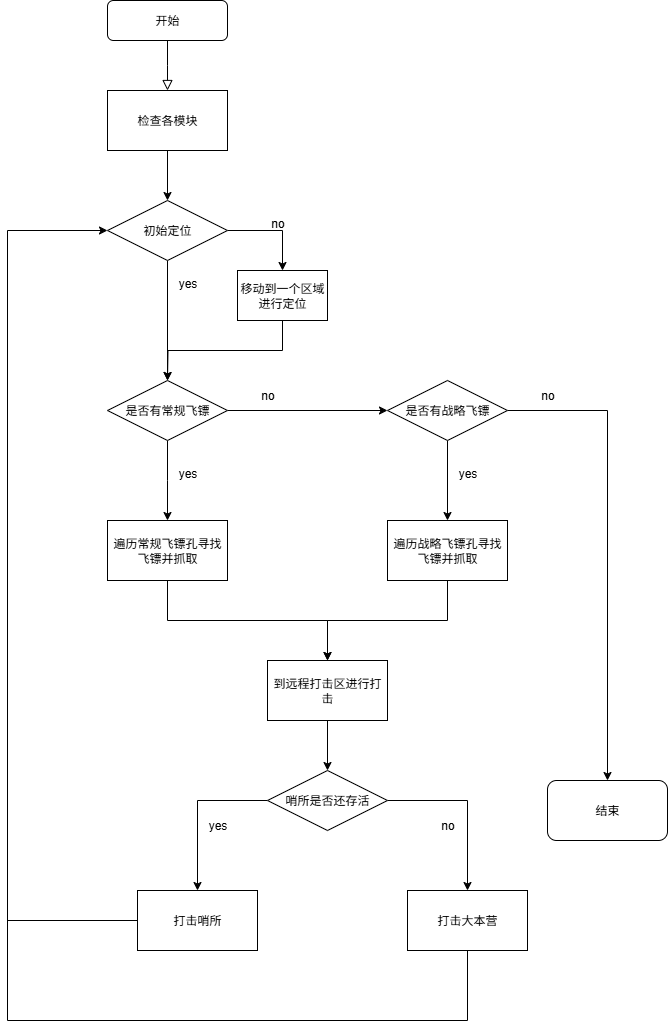 开始
检查各模块
初始定位
no
yes
移动到一个区域
进行定位
是否有常规飞镖
no
是否有战略飞镖
no
yes
yes
遍历常规飞镖孔寻找
飞镖并抓取
遍历战略飞镖孔寻找
飞镖并抓取
到远程打击区进行打
击
哨所是否还存活
yes
no
结束
打击哨所
打击大本营